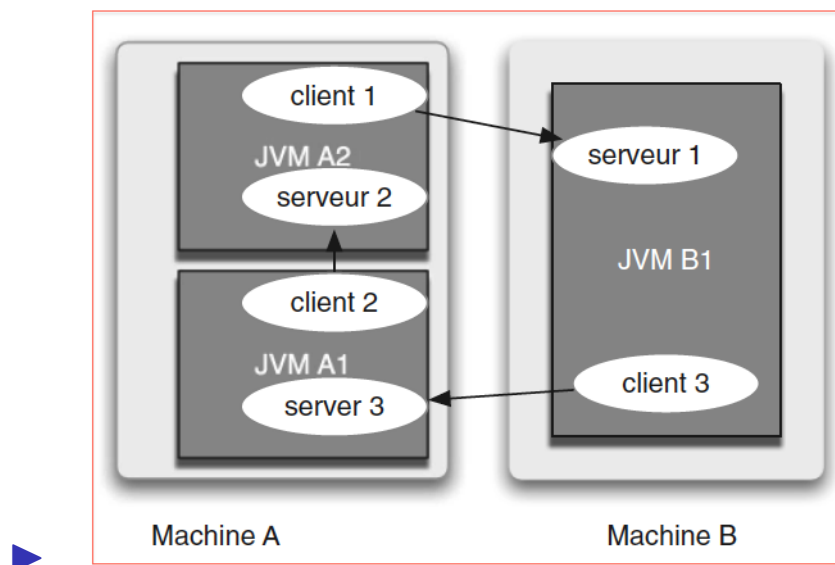 client 1
JVM A2
serveur 2
client 2
JVM A1
server 3
Machine A
serveur 1
JVM B1
client 3
Machine B